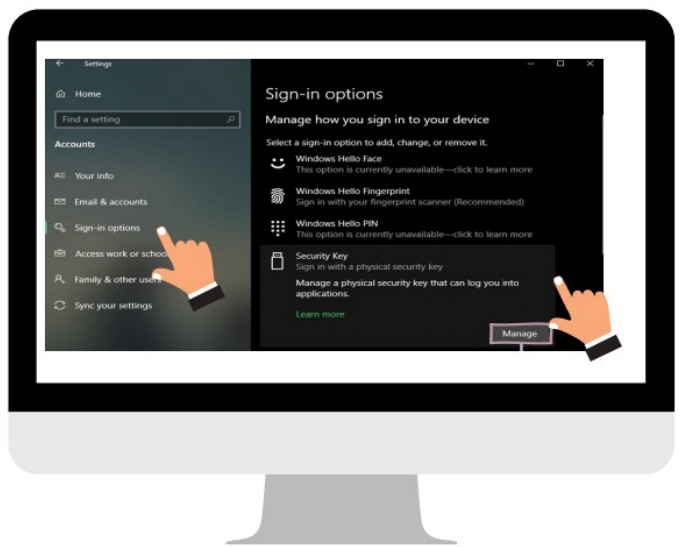 Settings
Home
Find a setting
Accounts
Your info
Email & accounts
Sign-in options
Access work or school
Family & other users
Sync your settings
Sign-in options
Manage how you sign in to your device
Select a sign-in option to add, change, or remove it.
Windows Hello Face
This option is currently unavailable—click to learn more
Windows Hello Fingerprint
Sign in with your fingerprint scanner (Recommended)
Windows Hello PIN
This option is currently unavailable—click to learn more
Security Key
Sign in with a physical security key
Manage a physical security key that can log you into
applications.
Learn more
Manage